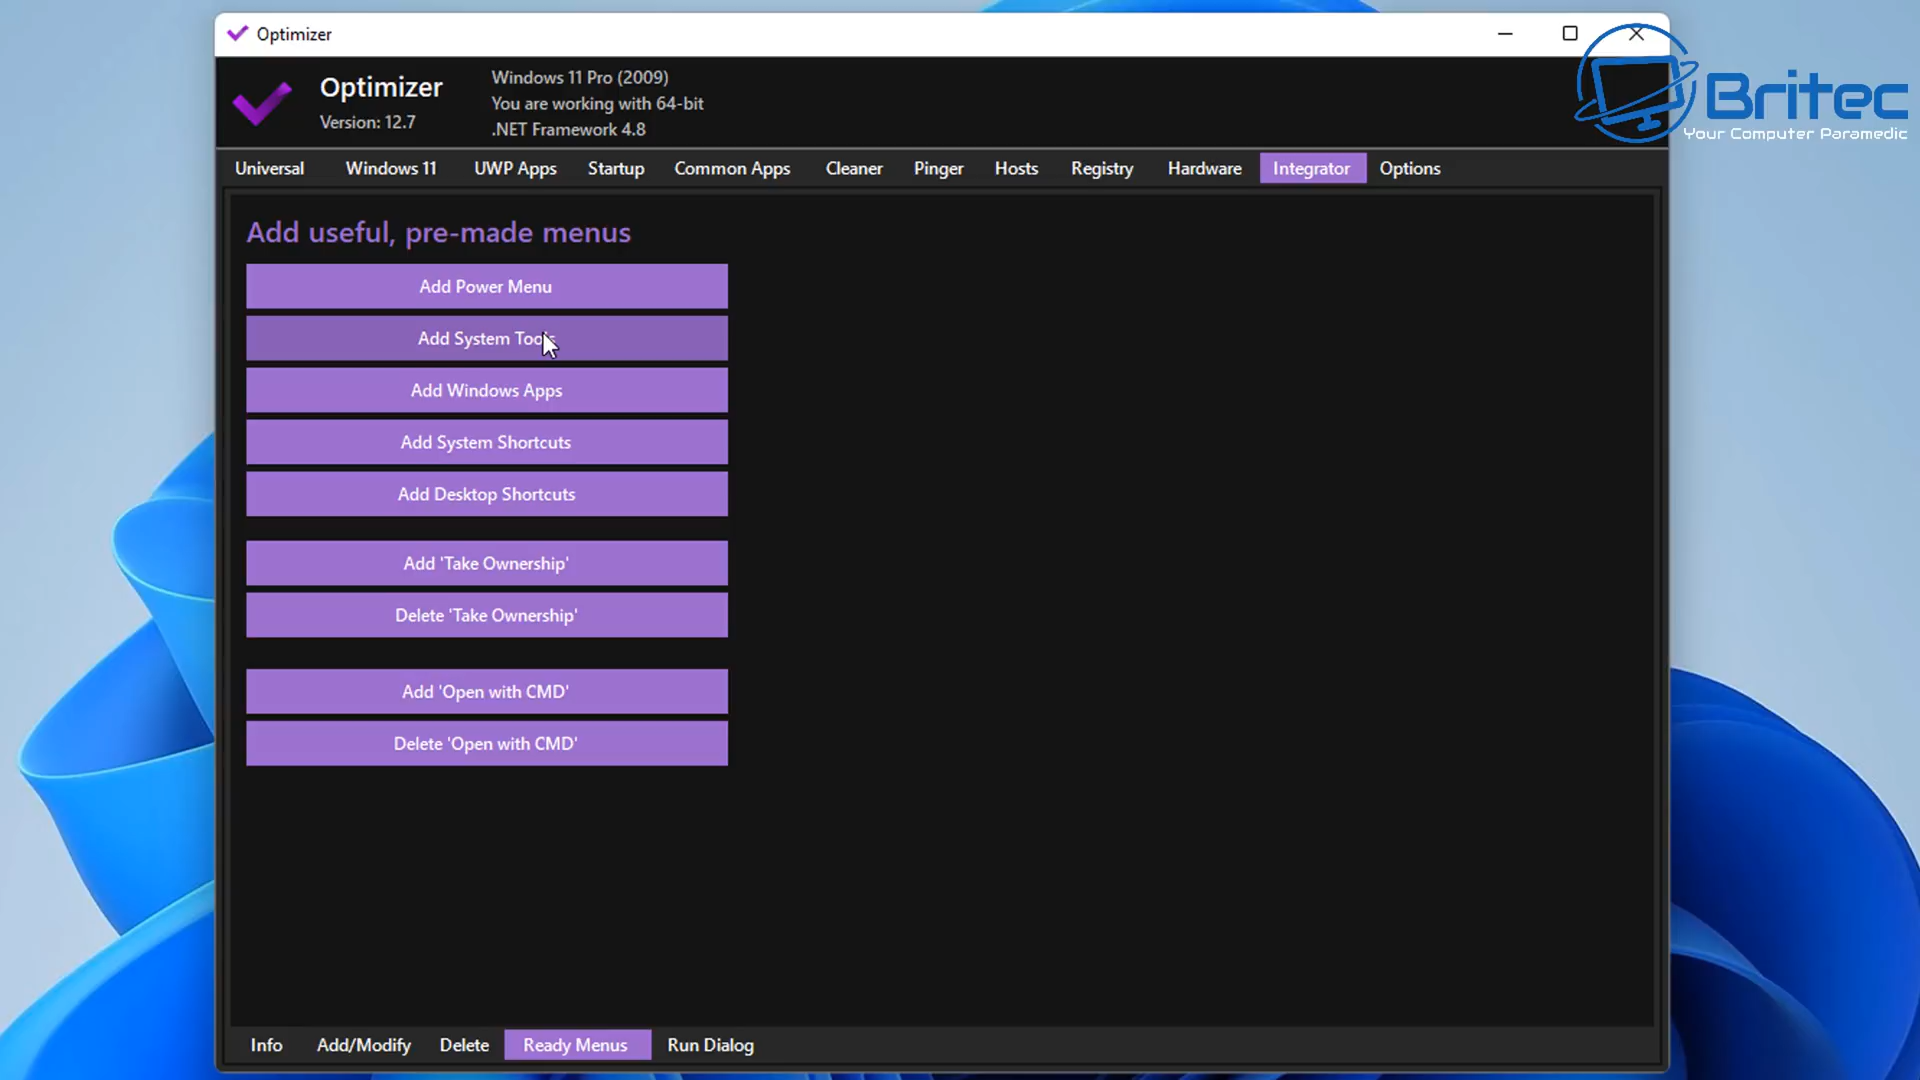 Optimizer
Britec
Your Computer Paramedic
Optimizer
Version: 12.7
Windows 11 Pro (2009)
You are working with 64-bit
.NET Framework 4.8
Universal Windows 11 UWP Apps Startup Common Apps Cleaner Pinger Hosts Registry Hardware Integrator Options
Add useful, pre-made menus
Add Power Menu
Add System Tools
Add Windows Apps
Add System Shortcuts
Add Desktop Shortcuts
Add 'Take Ownership'
Delete 'Take Ownership'
Add 'Open with CMD'
Delete 'Open with CMD'
Info Add/Modify Delete Ready Menus Run Dialog